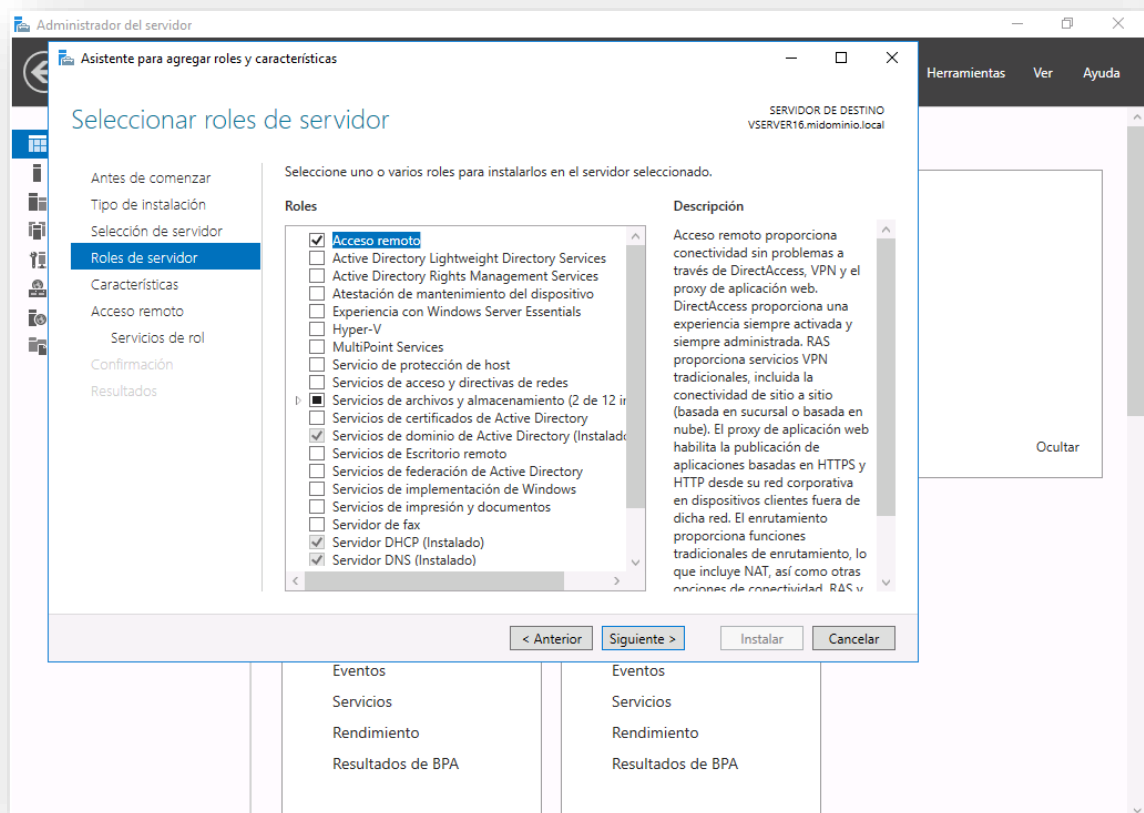 Administrador del servidor
Herramientas Ver Ayuda
Asistente para agregar roles y características
Seleccionar roles de servidor
SERVIDOR DE DESTINO
VSERVER16.midominio.local
Antes de comenzar
Tipo de instalación
Selección de servidor
Roles de servidor
Características
Acceso remoto
Servicios de rol
Confirmación
Resultados
Seleccione uno o varios roles para instalarlos en el servidor seleccionado.
Roles
Acceso remoto
Active Directory Lightweight Directory Services
Active Directory Rights Management Services
Atestación de mantenimiento del dispositivo
Experiencia con Windows Server Essentials
Hyper-V
MultiPoint Services
Servicio de protección de host
Servicios de acceso y directivas de redes
Servicios de archivos y almacenamiento (2 de 12 in
Servicios de certificados de Active Directory
Servicios de dominio de Active Directory (Instalado
Servicios de Escritorio remoto
Servicios de federación de Active Directory
Servicios de implementación de Windows
Servicios de impresión y documentos
Servidor de fax
Servidor DHCP (Instalado)
Servidor DNS (Instalado)
Descripción
Acceso remoto proporciona
conectividad sin problemas a
través de DirectAccess, VPN y el
proxy de aplicación web.
DirectAccess proporciona una
experiencia siempre activada y
siempre administrada. RAS
proporciona servicios VPN
tradicionales, incluida la
conectividad de sitio a sitio
(basada en sucursal o basada en
nube). El proxy de aplicación web
habilita la publicación de
aplicaciones basadas en HTTPS y
HTTP desde su red corporativa
en dispositivos clientes fuera de
dicha red. El enrutamiento
proporciona funciones
tradicionales de enrutamiento, lo
que incluye NAT, así como otras
opciones de conectividad. RAS y
< Anterior
Siguiente >
Instalar
Cancelar
Ocultar
Eventos
Servicios
Rendimiento
Resultados de BPA
Eventos
Servicios
Rendimiento
Resultados de BPA